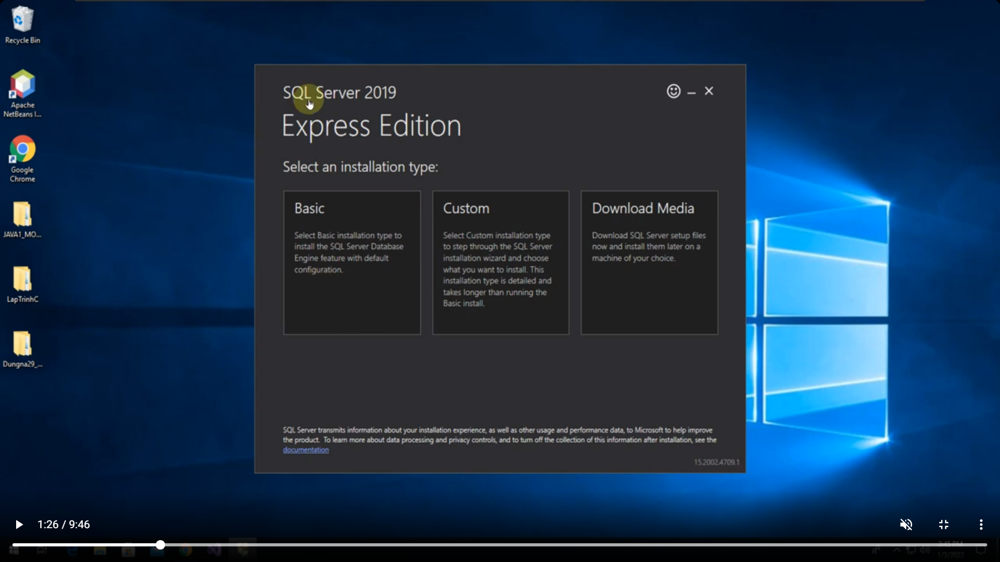 Recycle Bin
Apache
NetBeans I...
Google
Chrome
JAVA1_MO...
LapTrinhC
Dungna29_...
SQL Server 2019
Express Edition
Select an installation type:
Basic
Select Basic installation type to
install the SQL Server Database
Engine feature with default
configuration.
Custom
Select Custom installation type
to step through the SQL Server
installation wizard and choose
what you want to install. This
installation type is detailed and
takes longer than running the
Basic install.
Download Media
Download SQL Server setup files
now and install them later on a
machine of your choice.
SQL Server transmits information about your installation experience, as well as other usage and performance data, to Microsoft to help improve
the product. To learn more about data processing and privacy controls, and to turn off the collection of this information after installation, see the
documentation
15.2002.4709.1
1:26 / 9:46
1/3/2022